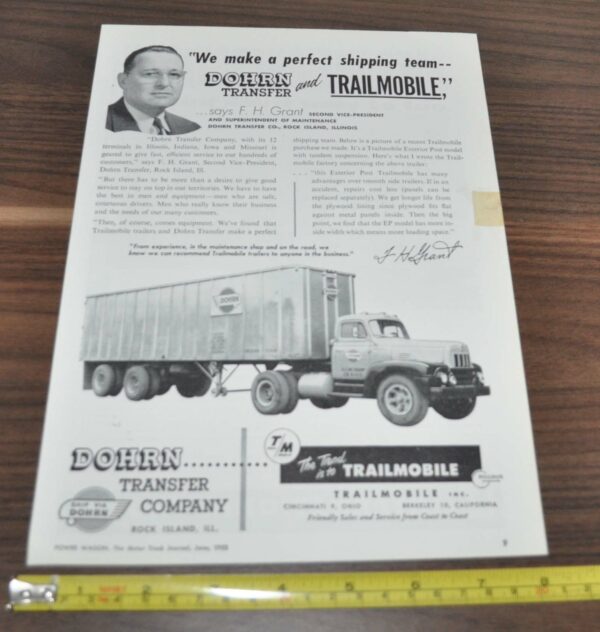 "We make a perfect shipping team--
DOHRN TRANSFER and TRAILMOBILE,"
...says F. H. Grant SECOND VICE-PRESIDENT
AND SUPERINTENDENT OF MAINTENANCE
DOHRN TRANSFER CO., ROCK ISLAND, ILLINOIS
"Dohrn Transfer Company, with its 12
terminals in Illinois, Indiana, Iowa and Missouri is
geared to give fast, efficient service to our hundreds of
customers," says F. H. Grant, Second Vice-President,
Dohrn Transfer, Rock Island, Ill.
"But there has to be more than a desire to give good
service to stay on top in our territories. We have to have
the best in men and equipment—men who are safe,
courteous drivers. Men who really know their business
and the needs of our many customers.
"Then, of course, comes equipment. We've found that
Trailmobile trailers and Dohrn Transfer make a perfect
shipping team. Below is a picture of a recent Trailmobile
purchase we made. It's a Trailmobile Exterior Post model
with tandem suspension. Here's what I wrote the Trail-
mobile factory concerning the above trailer.
... "this Exterior Post Trailmobile has many
advantages over smooth side trailers. If in an
accident, repairs cost less (panels can be
replaced separately). We get longer life from
the plywood lining since plywood fits flat
against metal panels inside. Then the big
point, we find that the EP model has more in-
side width which means more loading space."
"From experience, in the maintenance shop and on the road, we
know we can recommend Trailmobile trailers to anyone in the business."
F H Grant
DOHRN
DOHRN..........
TRANSFER
COMPANY
ROCK ISLAND, ILL.
SHIP VIA
DOHRN
T/M
The Trend
is to TRAILMOBILE
TRAILMOBILE INC.
CINCINNATI 9, OHIO BERKELEY 10, CALIFORNIA
Friendly Sales and Service from Coast to Coast
POWER WAGON, The Motor Truck Journal, June, 1952
9
1 2 3 4 5 6 7 8